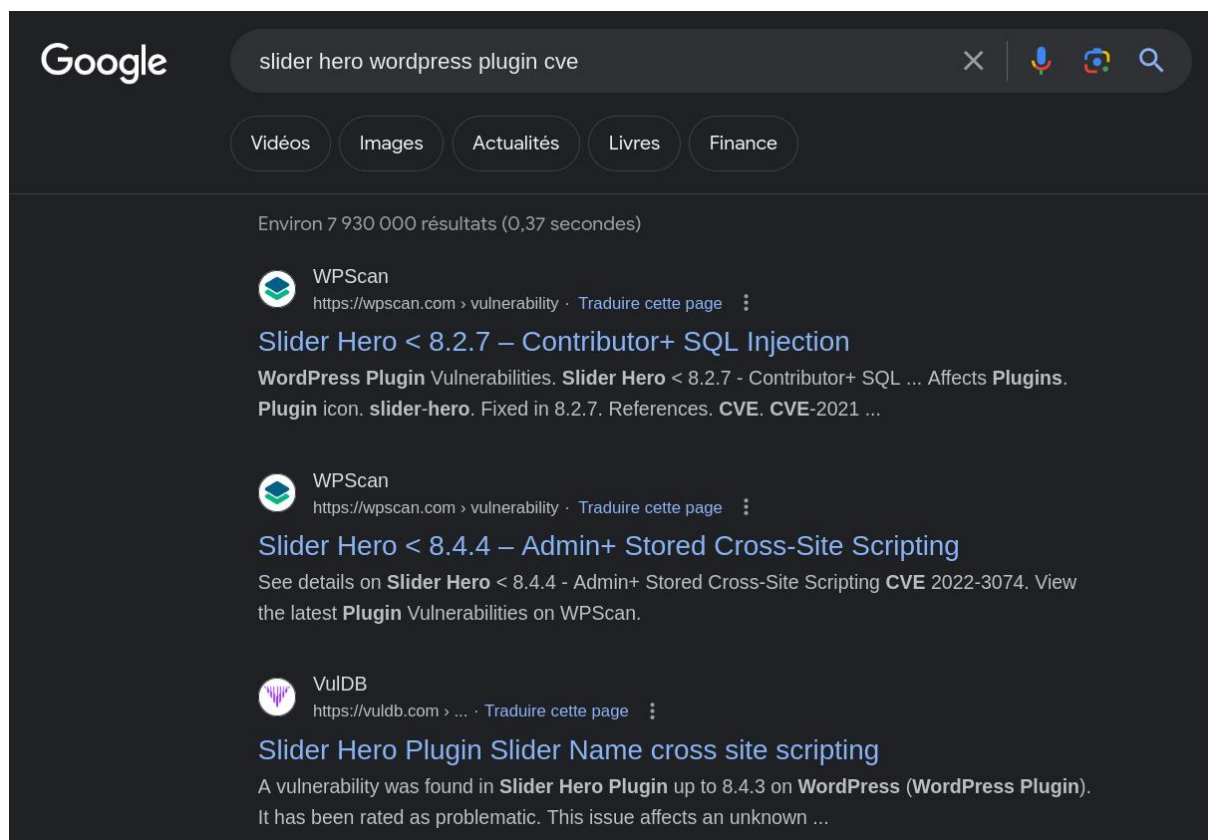 Google
slider hero wordpress plugin cve
Vidéos Images Actualités Livres Finance
Environ 7 930 000 résultats (0,37 secondes)
WPScan
https://wpscan.com › vulnerability · Traduire cette page
Slider Hero < 8.2.7 – Contributor+ SQL Injection
WordPress Plugin Vulnerabilities. Slider Hero < 8.2.7 - Contributor+ SQL ... Affects Plugins.
Plugin icon. slider-hero. Fixed in 8.2.7. References. CVE. CVE-2021 ...
WPScan
https://wpscan.com › vulnerability · Traduire cette page
Slider Hero < 8.4.4 – Admin+ Stored Cross-Site Scripting
See details on Slider Hero < 8.4.4 - Admin+ Stored Cross-Site Scripting CVE 2022-3074. View
the latest Plugin Vulnerabilities on WPScan.
VulDB
https://vuldb.com › ... · Traduire cette page
Slider Hero Plugin Slider Name cross site scripting
A vulnerability was found in Slider Hero Plugin up to 8.4.3 on WordPress (WordPress Plugin).
It has been rated as problematic. This issue affects an unknown ...